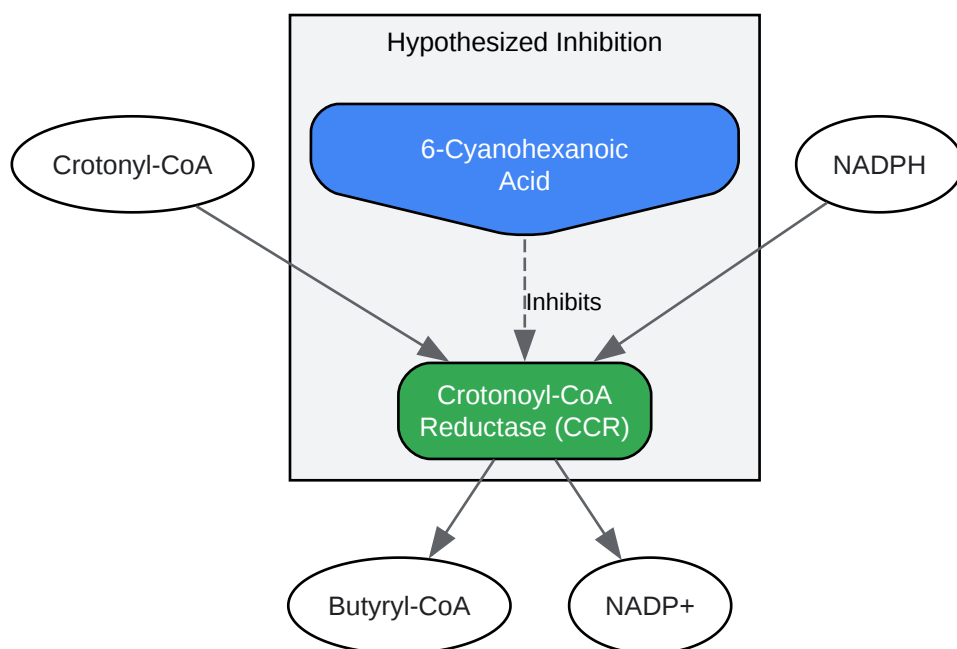 Hypothesized Inhibition
6-Cyanohexanoic
Acid
Crotonyl-CoA
NADPH
Inhibits
Crotonoyl-CoA
Reductase (CCR)
Butyryl-CoA
NADP+